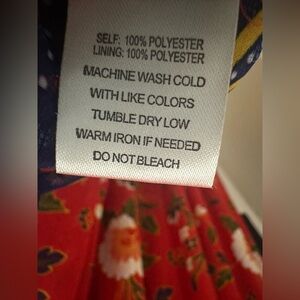 SELF: 100% POLYESTER
LINING: 100% POLYESTER
MACHINE WASH COLD
WITH LIKE COLORS
TUMBLE DRY LOW
WARM IRON IF NEEDED
DO NOT BLEACH